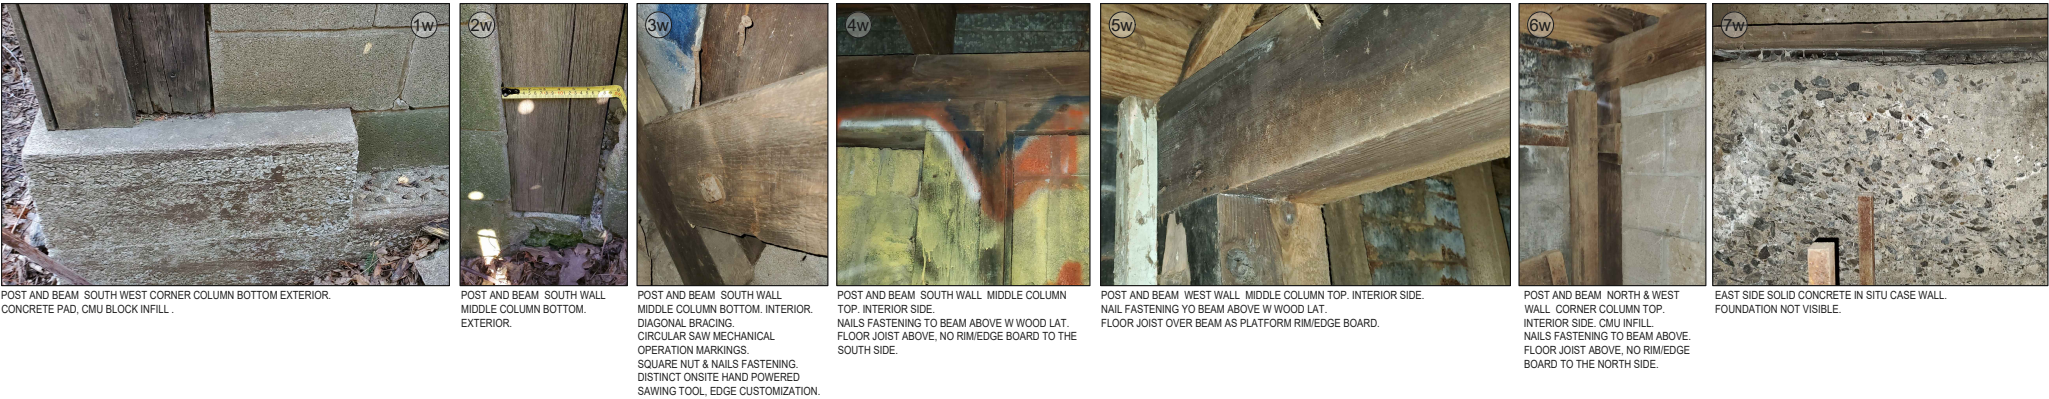 1w
POST AND BEAM SOUTH WEST CORNER COLUMN BOTTOM EXTERIOR.
CONCRETE PAD, CMU BLOCK INFILL .
2w
POST AND BEAM SOUTH WALL
MIDDLE COLUMN BOTTOM.
EXTERIOR.
3w
POST AND BEAM SOUTH WALL
MIDDLE COLUMN BOTTOM. INTERIOR.
DIAGONAL BRACING.
CIRCULAR SAW MECHANICAL
OPERATION MARKINGS.
SQUARE NUT & NAILS FASTENING.
DISTINCT ONSITE HAND POWERED
SAWING TOOL, EDGE CUSTOMIZATION.
4w
POST AND BEAM SOUTH WALL MIDDLE COLUMN
TOP. INTERIOR SIDE.
NAILS FASTENING TO BEAM ABOVE W WOOD LAT.
FLOOR JOIST ABOVE, NO RIM/EDGE BOARD TO THE
SOUTH SIDE.
5w
POST AND BEAM WEST WALL MIDDLE COLUMN TOP. INTERIOR SIDE.
NAIL FASTENING YO BEAM ABOVE W WOOD LAT.
FLOOR JOIST OVER BEAM AS PLATFORM RIM/EDGE BOARD.
6w
POST AND BEAM NORTH & WEST
WALL CORNER COLUMN TOP.
INTERIOR SIDE. CMU INFILL.
NAILS FASTENING TO BEAM ABOVE.
FLOOR JOIST ABOVE, NO RIM/EDGE
BOARD TO THE NORTH SIDE.
7w
EAST SIDE SOLID CONCRETE IN SITU CASE WALL.
FOUNDATION NOT VISIBLE.